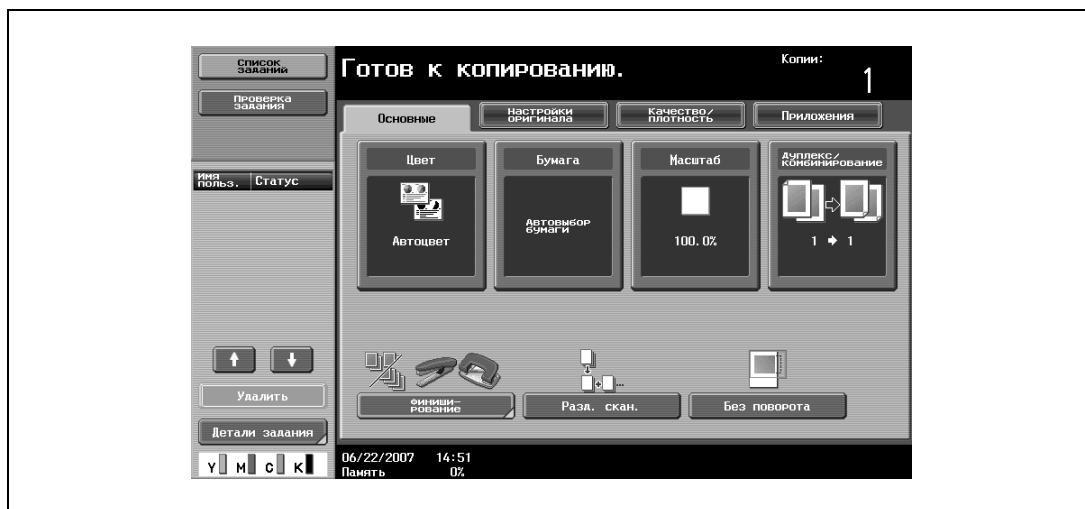 Список
заданий
Готов к копированию.
Копии:
1
Проверка
задания
Основные
Настройки
оригинала
Качество/
плотность
Приложения
Цвет
Бумага
Масштаб
Дуплекс/
комбинирование
Имя
польз.
Статус
Автоцвет
Автовыбор
бумаги
100.0%
1 → 1
Удалить
Финиши-
рование
Разд. скан.
Без поворота
Детали задания
Y M C K
06/22/2007 14:51
Память 0%